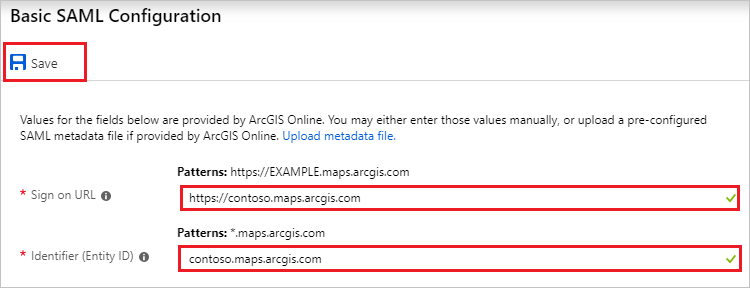 Basic SAML Configuration
Save
Values for the fields below are provided by ArcGIS Online. You may either enter those values manually, or upload a pre-configured
SAML metadata file if provided by ArcGIS Online. Upload metadata file.
Patterns: https://EXAMPLE.maps.arcgis.com
* Sign on URL https://contoso.maps.arcgis.com
Patterns: *.maps.arcgis.com
* Identifier (Entity ID) contoso.maps.arcgis.com